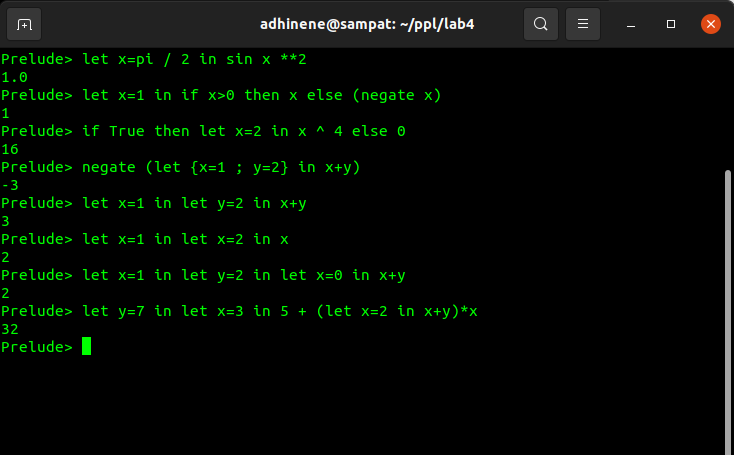 adhinene@sampat: ~/ppl/lab4
Prelude> let x=pi / 2 in sin x **2
1.0
Prelude> let x=1 in if x>0 then x else (negate x)
1
Prelude> if True then let x=2 in x ^ 4 else 0
16
Prelude> negate (let {x=1 ; y=2} in x+y)
-3
Prelude> let x=1 in let y=2 in x+y
3
Prelude> let x=1 in let x=2 in x
2
Prelude> let x=1 in let y=2 in let x=0 in x+y
2
Prelude> let y=7 in let x=3 in 5 + (let x=2 in x+y)*x
32
Prelude>